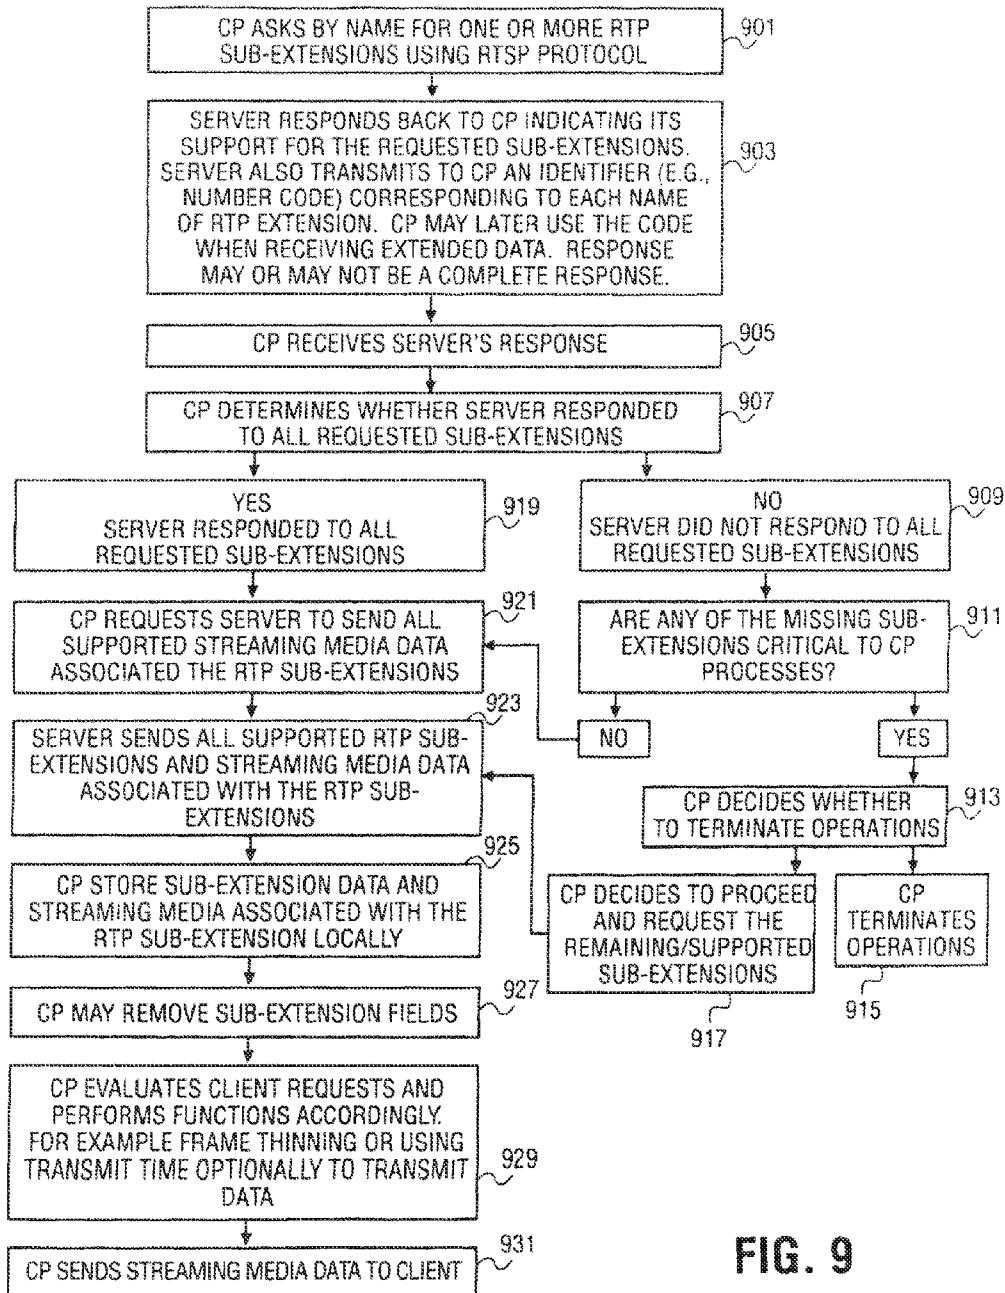 CP ASKS BY NAME FOR ONE OR MORE RTP
SUB-EXTENSIONS USING RTSP PROTOCOL
901
SERVER RESPONDS BACK TO CP INDICATING ITS
SUPPORT FOR THE REQUESTED SUB-EXTENSIONS.
SERVER ALSO TRANSMITS TO CP AN IDENTIFIER (E.G.,
NUMBER CODE) CORRESPONDING TO EACH NAME
OF RTP EXTENSION. CP MAY LATER USE THE CODE
WHEN RECEIVING EXTENDED DATA. RESPONSE
MAY OR MAY NOT BE A COMPLETE RESPONSE.
903
CP RECEIVES SERVER'S RESPONSE
905
CP DETERMINES WHETHER SERVER RESPONDED
TO ALL REQUESTED SUB-EXTENSIONS
907
YES
SERVER RESPONDED TO ALL
REQUESTED SUB-EXTENSIONS
919
NO
SERVER DID NOT RESPOND TO ALL
REQUESTED SUB-EXTENSIONS
909
CP REQUESTS SERVER TO SEND ALL
SUPPORTED STREAMING MEDIA DATA
ASSOCIATED THE RTP SUB-EXTENSIONS
921
ARE ANY OF THE MISSING SUB-
EXTENSIONS CRITICAL TO CP
PROCESSES?
911
NO
YES
SERVER SENDS ALL SUPPORTED RTP SUB-
EXTENSIONS AND STREAMING MEDIA DATA
ASSOCIATED WITH THE RTP SUB-
EXTENSIONS
923
CP DECIDES WHETHER
TO TERMINATE OPERATIONS
913
CP STORE SUB-EXTENSION DATA AND
STREAMING MEDIA ASSOCIATED WITH THE
RTP SUB-EXTENSION LOCALLY
925
CP DECIDES TO PROCEED
AND REQUEST THE
REMAINING/SUPPORTED
SUB-EXTENSIONS
917
CP
TERMINATES
OPERATIONS
915
CP MAY REMOVE SUB-EXTENSION FIELDS
927
CP EVALUATES CLIENT REQUESTS AND
PERFORMS FUNCTIONS ACCORDINGLY.
FOR EXAMPLE FRAME THINNING OR USING
TRANSMIT TIME OPTIONALLY TO TRANSMIT
DATA
929
CP SENDS STREAMING MEDIA DATA TO CLIENT
931
FIG. 9